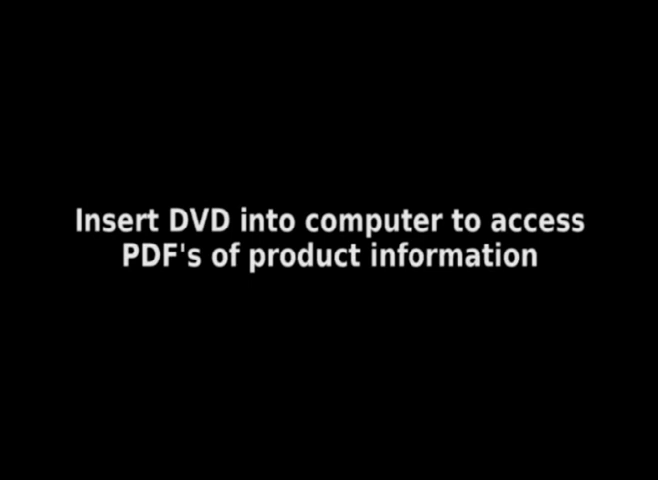 Insert DVD into computer to access
PDF's of product information